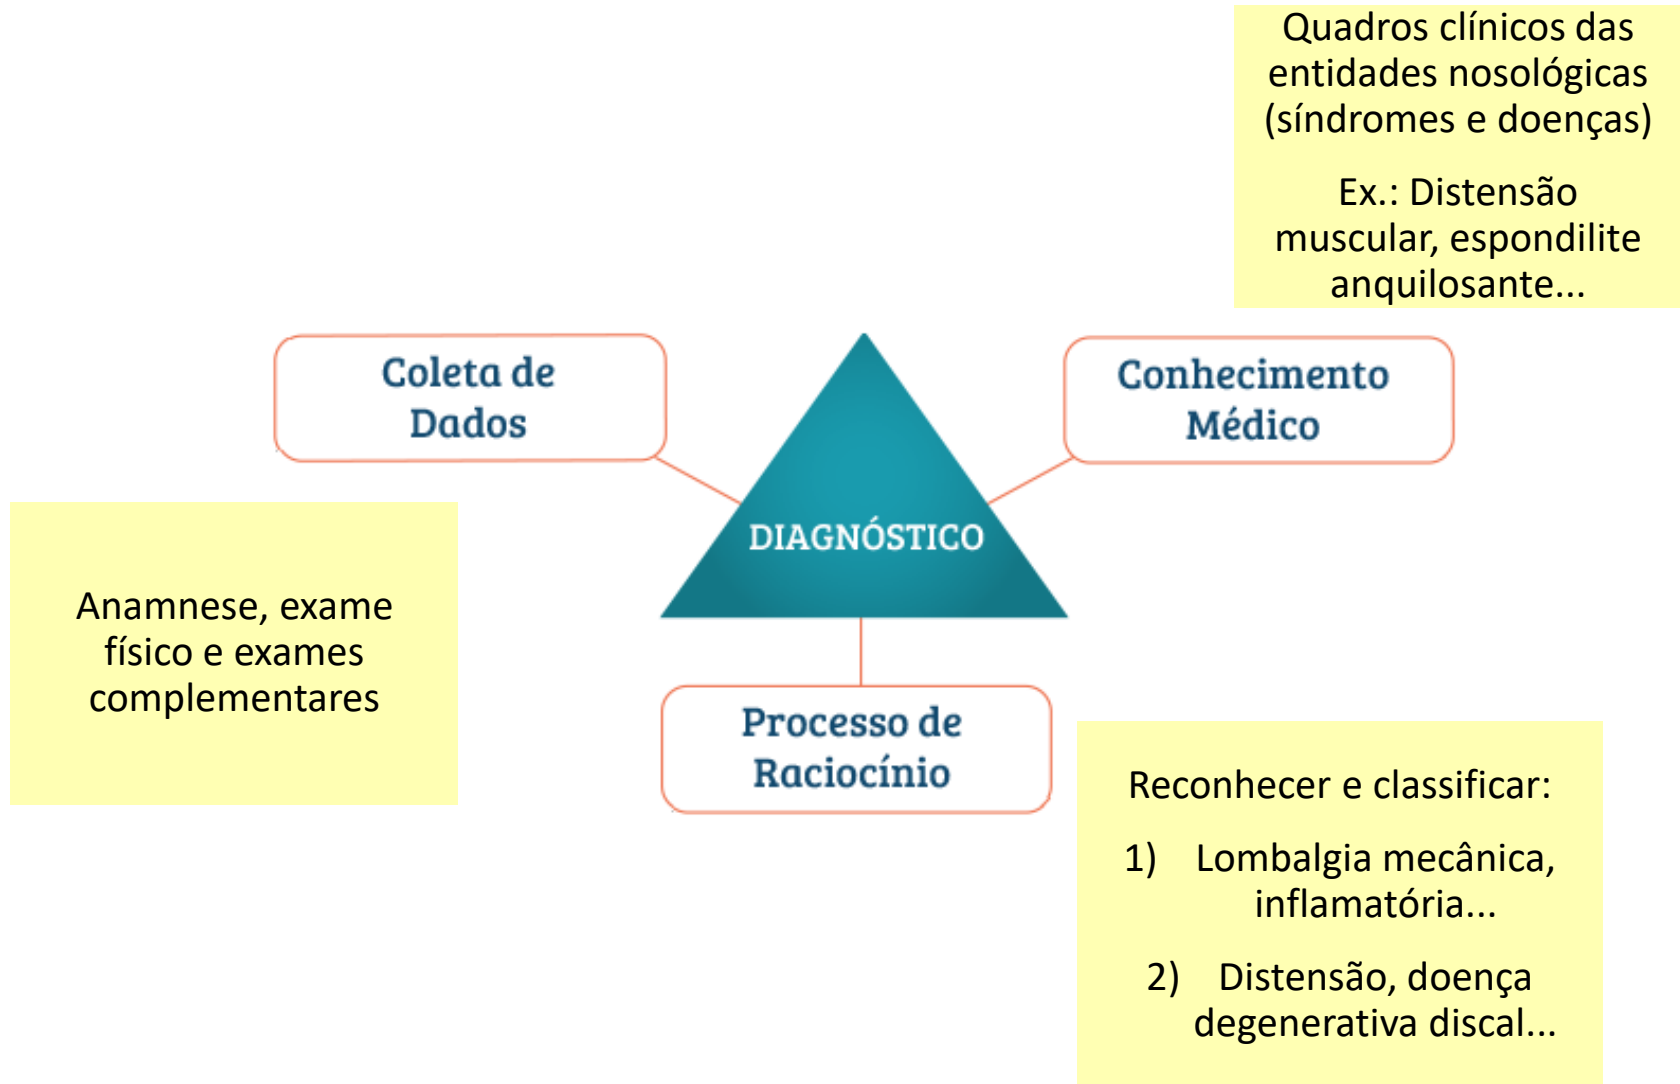 Quadros clínicos das
entidades nosológicas
(síndromes e doenças)
Ex.: Distensão
muscular, espondilite
anquilosante...
Coleta de
Dados
Conhecimento
Médico
DIAGNÓSTICO
Anamnese, exame
físico e exames
complementares
Processo de
Raciocínio
Reconhecer e classificar:
1) Lombalgia mecânica,
inflamatória...
2) Distensão, doença
degenerativa discal...